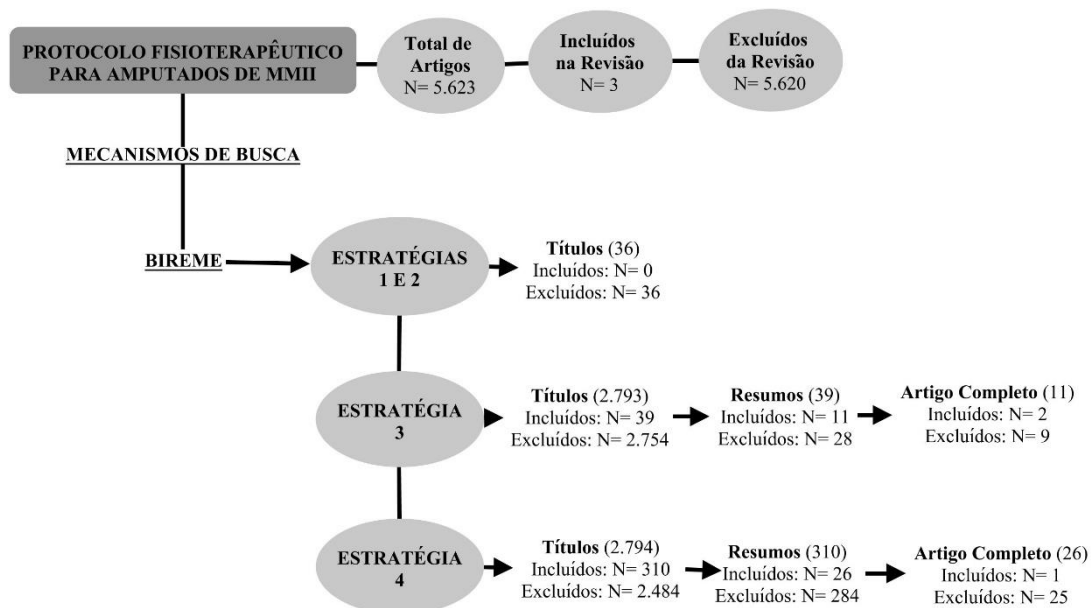 PROTOCOLO FISIOTERAPÊUTICO
PARA AMPUTADOS DE MMII
Total de
Artigos
N= 5.623
Incluídos
na Revisão
N= 3
Excluídos
da Revisão
N= 5.620
MECANISMOS DE BUSCA
BIREME
ESTRATÉGIAS
1 E 2
Títulos (36)
Incluídos: N= 0
Excluídos: N= 36
ESTRATÉGIA
3
Títulos (2.793)
Incluídos: N= 39
Excluídos: N= 2.754
Resumos (39)
Incluídos: N= 11
Excluídos: N= 28
Artigo Completo (11)
Incluídos: N= 2
Excluídos: N= 9
ESTRATÉGIA
4
Títulos (2.794)
Incluídos: N= 310
Excluídos: N= 2.484
Resumos (310)
Incluídos: N= 26
Excluídos: N= 284
Artigo Completo (26)
Incluídos: N= 1
Excluídos: N= 25